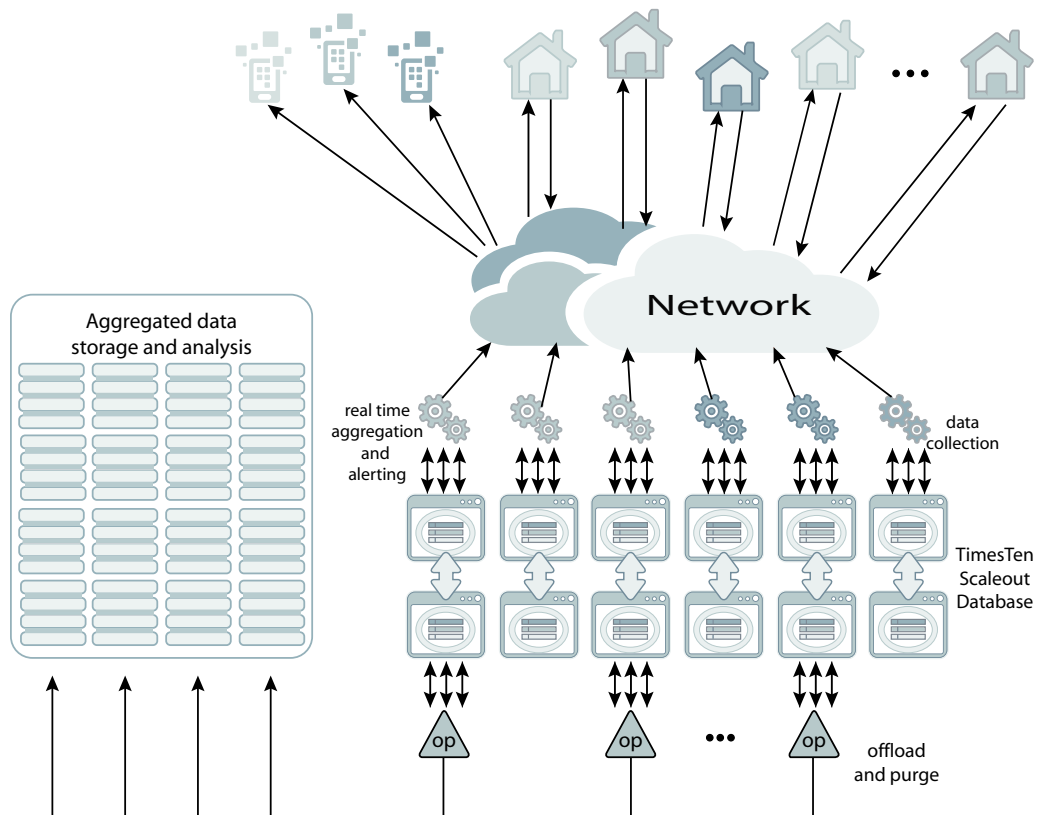 Network
Aggregated data
storage and analysis
real time
aggregation
and
alerting
data
collection
TimesTen
Scaleout
Database
op
op
op
offload
and purge